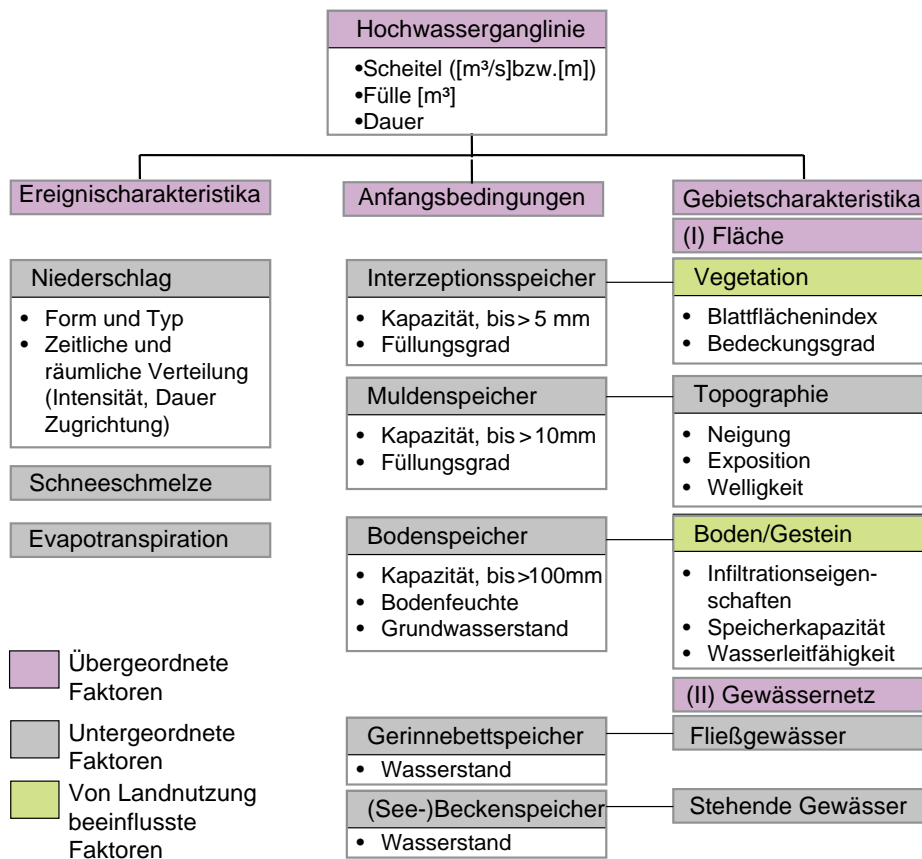 Hochwasserganglinie
•Scheitel ([m³/s]bzw.[m])
•Fülle [m³]
•Dauer
Ereignischarakteristika
Niederschlag
• Form und Typ
• Zeitliche und
räumliche Verteilung
(Intensität, Dauer
Zugrichtung)
Schneeschmelze
Evapotranspiration
Anfangsbedingungen
Interzeptionsspeicher
• Kapazität, bis > 5 mm
• Füllungsgrad
Muldenspeicher
• Kapazität, bis >10mm
• Füllungsgrad
Bodenspeicher
• Kapazität, bis>100mm
• Bodenfeuchte
• Grundwasserstand
Gerinnebettspeicher
• Wasserstand
(See-)Beckenspeicher
• Wasserstand
Gebietscharakteristika
(I) Fläche
Vegetation
• Blattflächenindex
• Bedeckungsgrad
Topographie
• Neigung
• Exposition
• Welligkeit
Boden/Gestein
• Infiltrationseigen-
schaften
• Speicherkapazität
• Wasserleitfähigkeit
(II) Gewässernetz
Fließgewässer
Stehende Gewässer
Übergeordnete
Faktoren
Untergeordnete
Faktoren
Von Landnutzung
beeinflusste
Faktoren